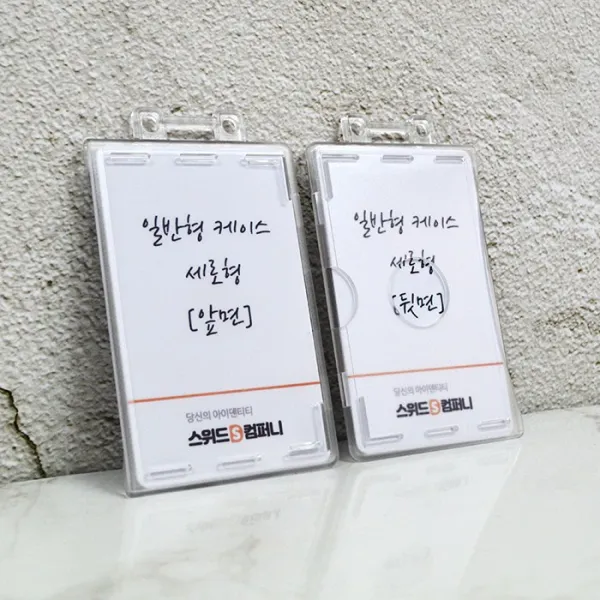 일반형 케이스
세로형
[앞면]
당신의 아이덴티티
스위드S컴퍼니
일반형 케이스
세로형
[뒷면]
당신의 아이덴티티
스위드S컴퍼니